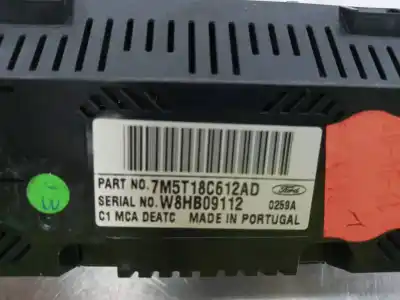 PART NO. 7M5T18C612AD
Ford
SERIAL NO. W8HB09112
0259A
C1 MCA DEATC MADE IN PORTUGAL